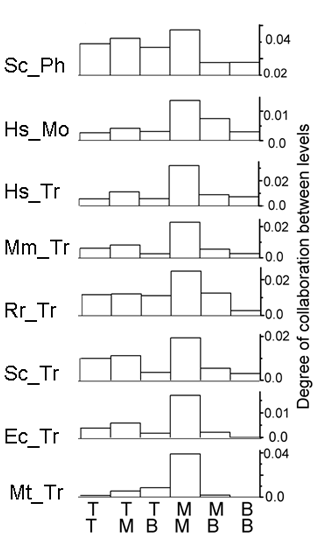 Sc_Ph
0.04
0.02
Hs_Mo
0.01
0.0
Hs_Tr
0.02
0.0
Mm_Tr
0.02
0.0
Rr_Tr
0.02
0.0
Sc_Tr
0.02
0.0
Ec_Tr
0.01
0.0
Mt_Tr
0.04
0.0
T T T M M B
T M B M B B
Degree of collaboration between levels